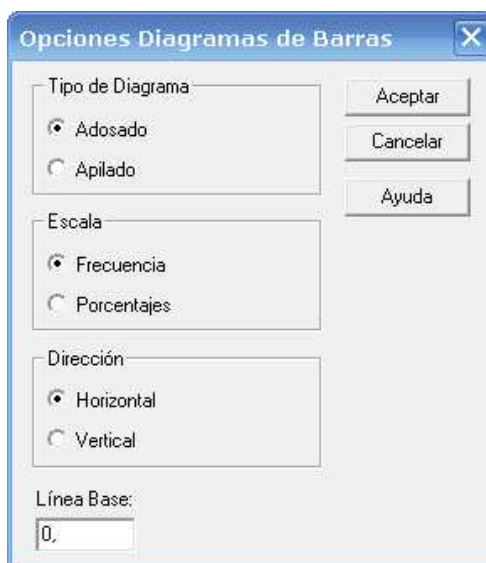 Opciones Diagramas de Barras
Tipo de Diagrama
Adosado
Apilado
Aceptar
Cancelar
Ayuda
Escala
Frecuencia
Porcentajes
Dirección
Horizontal
Vertical
Línea Base:
0,